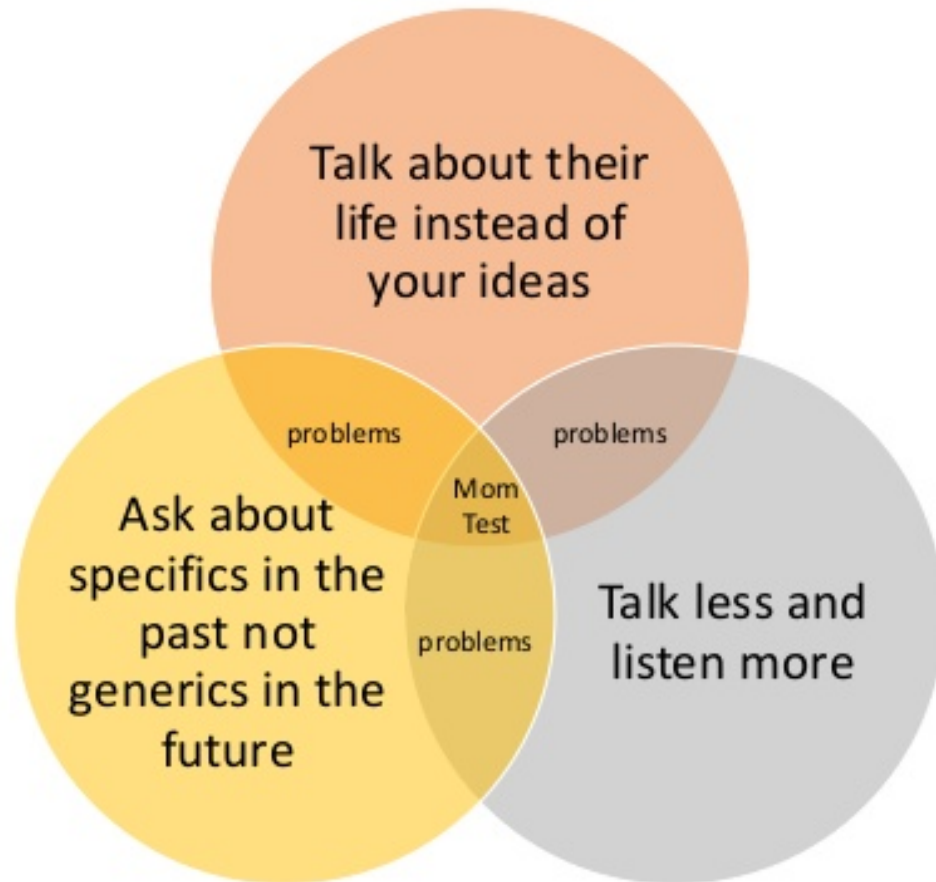 Talk about their
life instead of
your ideas
problems
problems
Mom
Test
Ask about
specifics in the
past not
generics in the
future
problems
Talk less and
listen more